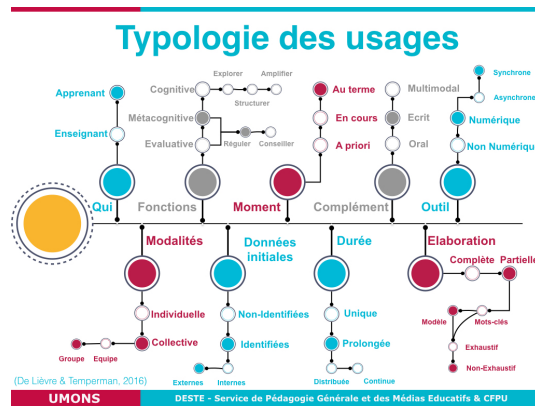 Typologie des usages
Apprenant
Enseignant
Qui
Cognitive
Explorer
Amplifier
Structurer
Métacognitive
Evaluative
Réguler
Conseiller
Fonctions
Au terme
En cours
A priori
Moment
Multimodal
Ecrit
Oral
Complément
Synchrone
Asynchrone
Numérique
Non Numérique
Outil
Modalités
Individuelle
Collective
Groupe
Equipe
Données
initiales
Non-Identifiées
Identifiées
Externes
Internes
Durée
Unique
Prolongée
Distribuée
Continue
Elaboration
Complète
Partielle
Modèle
Mots-clés
Exhaustif
Non-Exhaustif
(De Lièvre & Temperman, 2016)
UMONS
DESTE - Service de Pédagogie Générale et des Médias Educatifs & CFPU